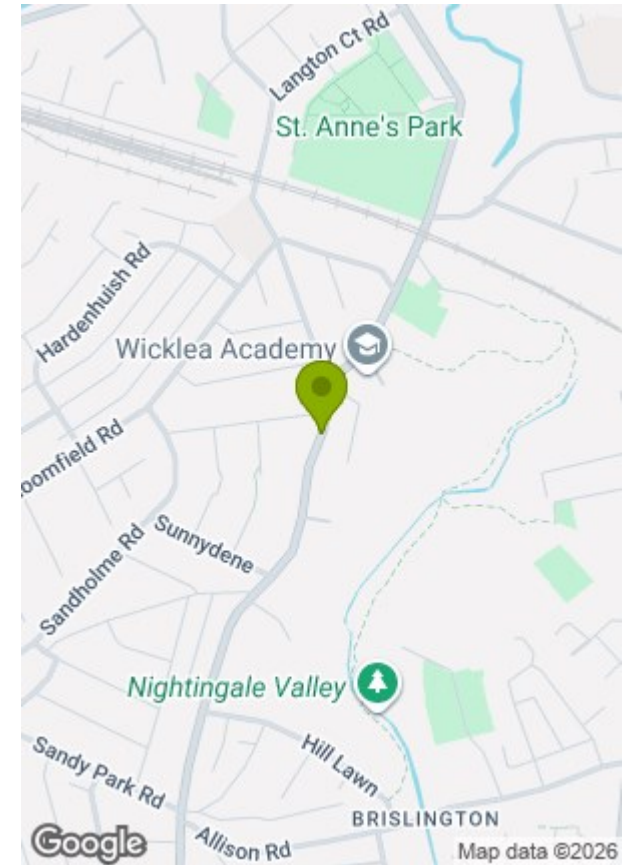 Langton Ct Rd
St. Anne's Park
Hardenhuish Rd
Wicklea Academy
oomfield Rd
Sunnydene
Sandholme Rd
Nightingale Valley
Hill Lawn
Sandy Park Rd
BRISLINGTON
Allison Rd
Google
Map data ©2026